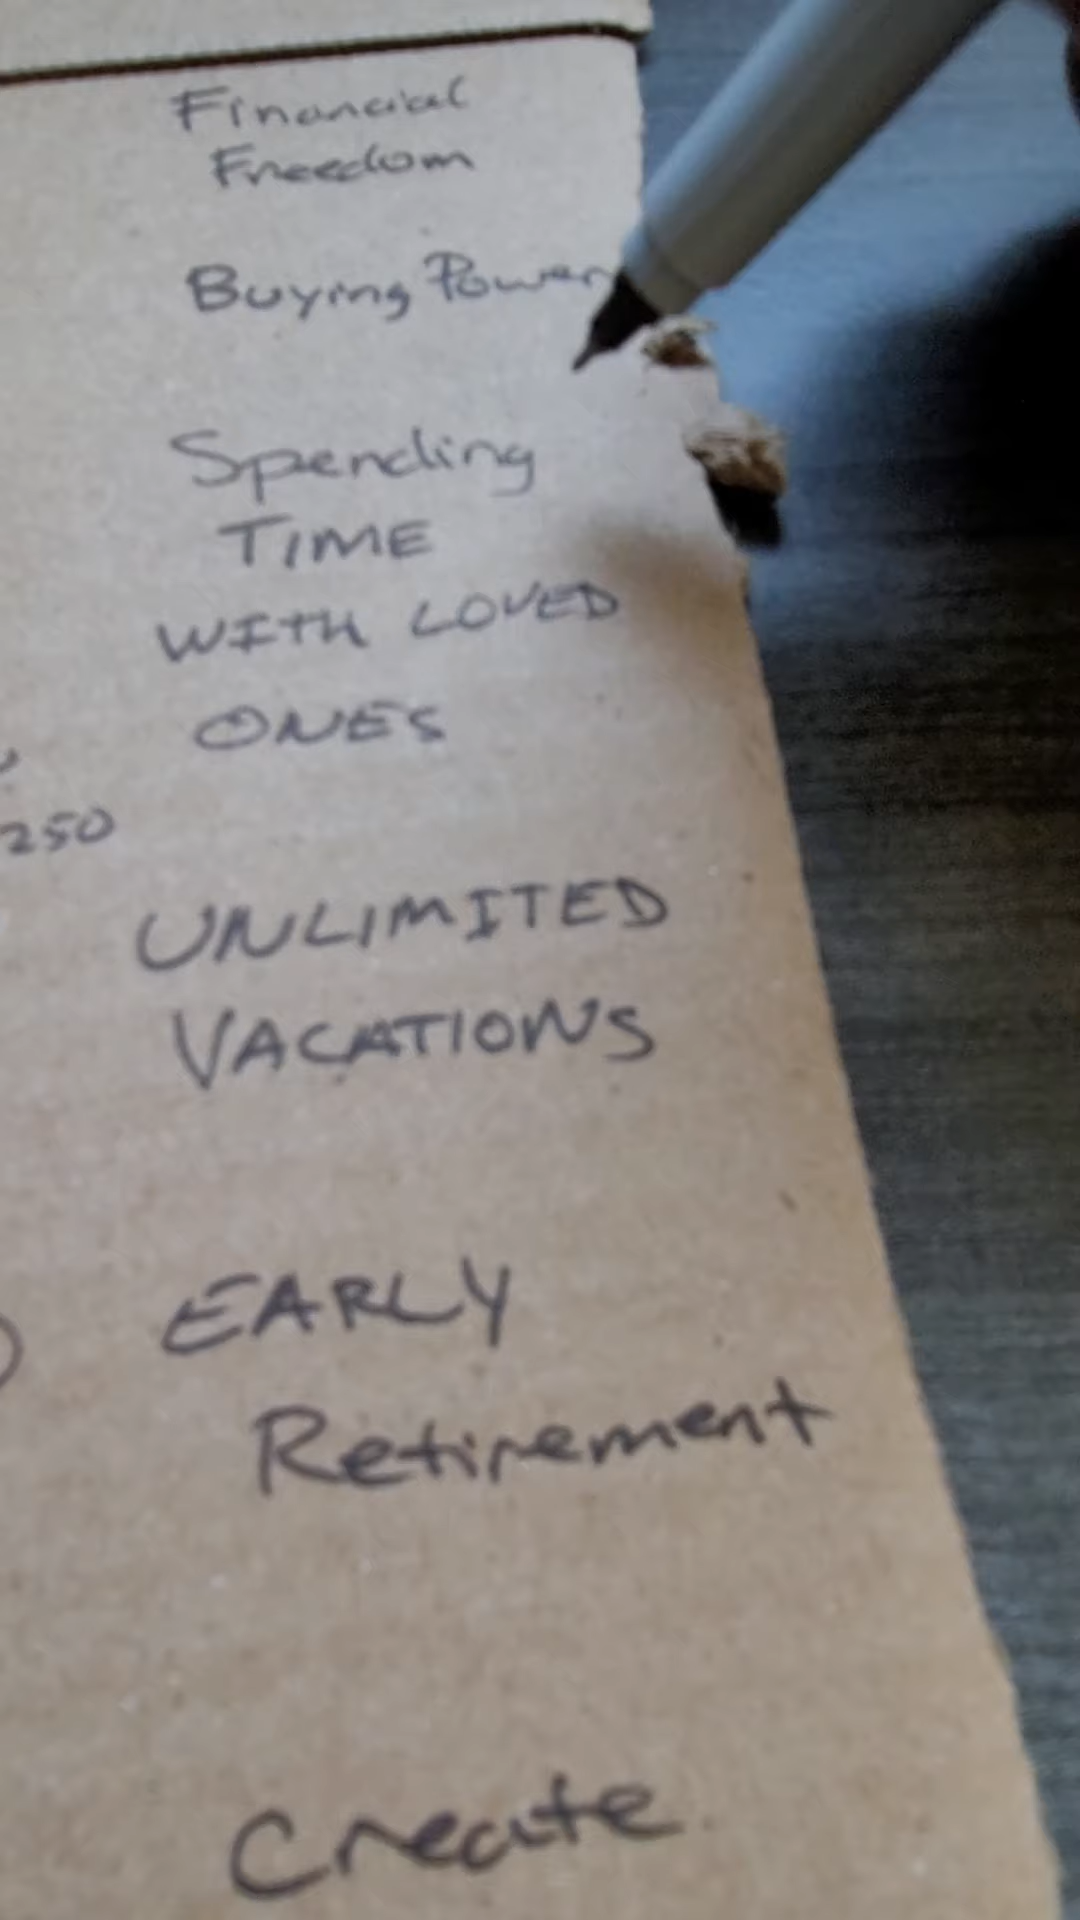 Financial
Freedom
Buying Power
Spending
TIME
WITH LOVED
ONES
250
UNLIMITED
VACATIONS
EARLY
Retirement
Create